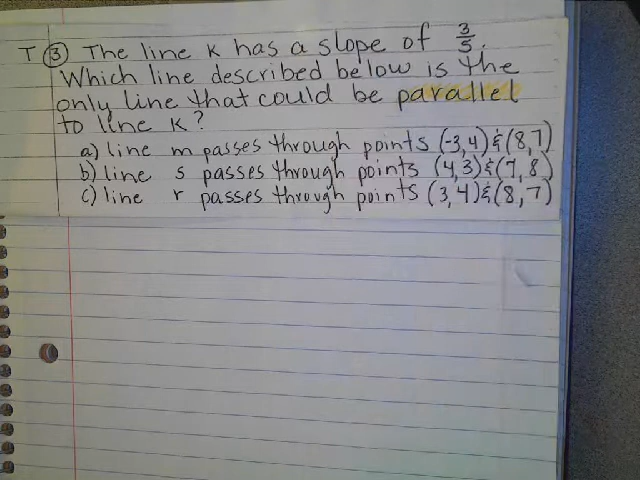 T ③ The line k has a slope of 3/5.
Which line described below is the
only line that could be parallel
to line k?
a) line m passes through points (-3,4) & (8,7)
b) line s passes through points (4,3) & (7,8)
c) line r passes through points (3,4) & (8,7)